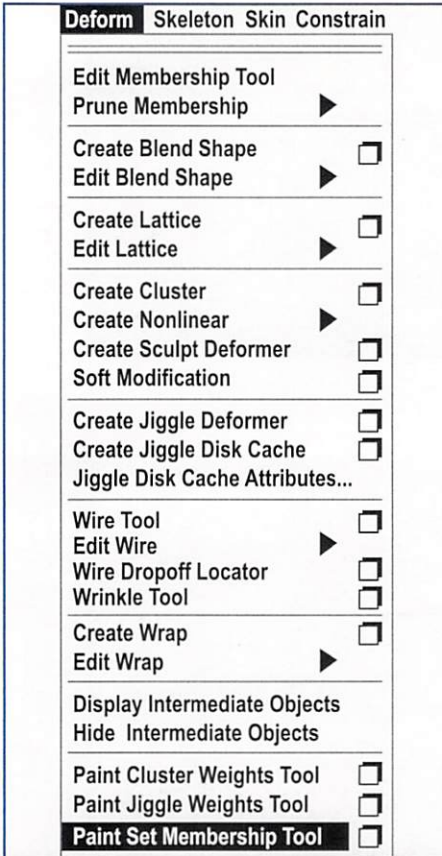 Deform Skeleton Skin Constrain
Edit Membership Tool
Prune Membership
Create Blend Shape
Edit Blend Shape
Create Lattice
Edit Lattice
Create Cluster
Create Nonlinear
Create Sculpt Deformer
Soft Modification
Create Jiggle Deformer
Create Jiggle Disk Cache
Jiggle Disk Cache Attributes...
Wire Tool
Edit Wire
Wire Dropoff Locator
Wrinkle Tool
Create Wrap
Edit Wrap
Display Intermediate Objects
Hide Intermediate Objects
Paint Cluster Weights Tool
Paint Jiggle Weights Tool
Paint Set Membership Tool